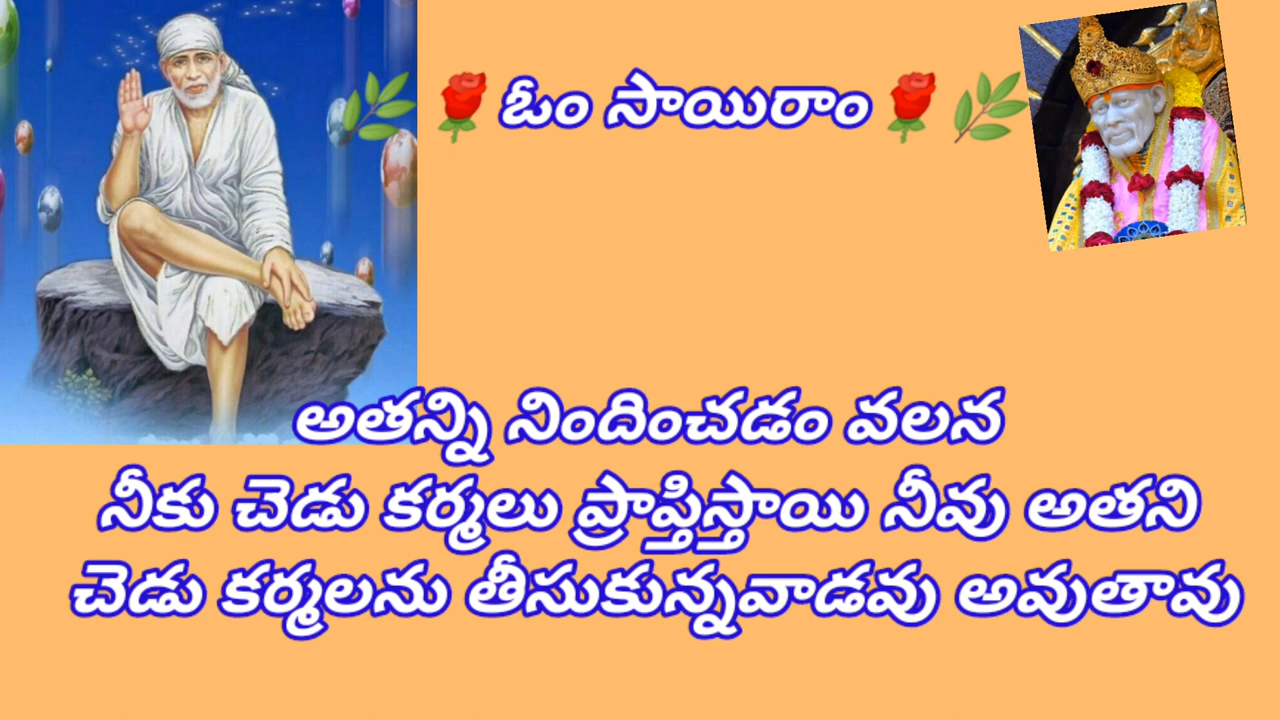 🌿🌹ఓం సాయిరాం🌹🌿
అతన్ని నిందించడం వలన
నీకు చెడు కర్మలు ప్రాప్తిస్తాయి నీవు అతని
చెడు కర్మలను తీసుకున్నవాడవు అవుతావు